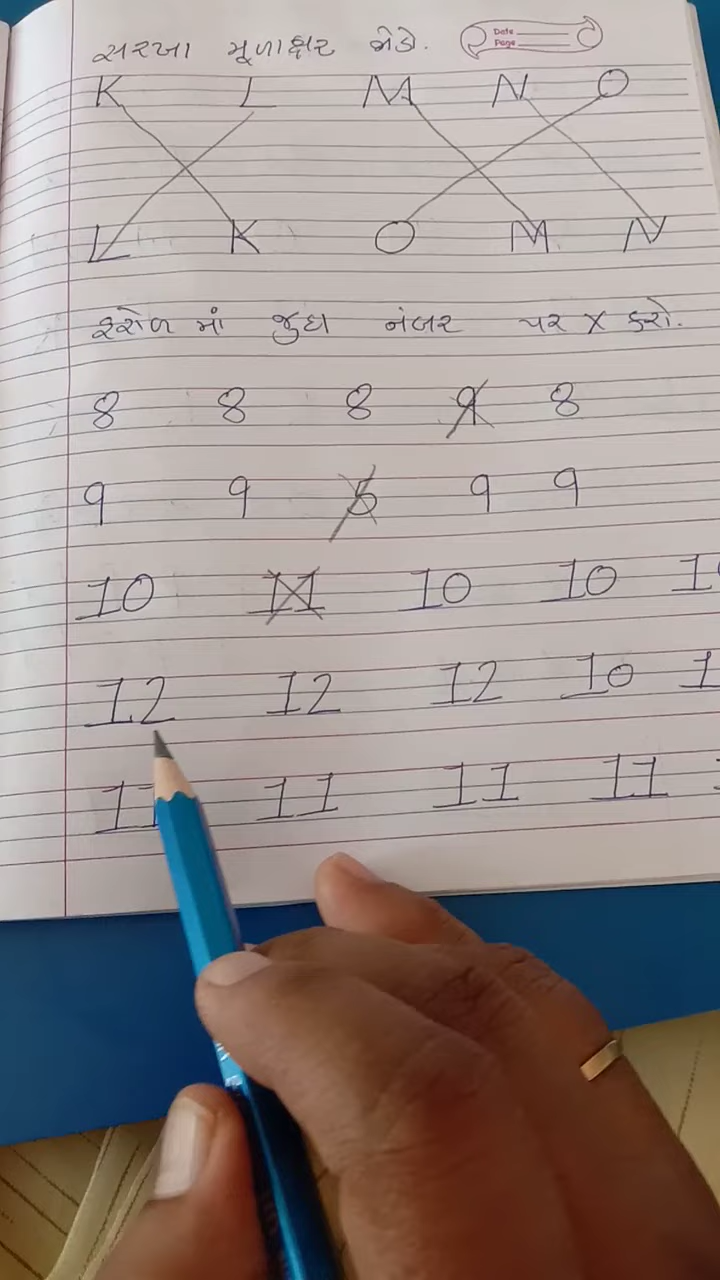 સરખા મૂળાક્ષર જોડો.
Date
Page
K L M N O
L K O M N
હરોળ માં જુદા નંબર પર X કરો.
8 8 8 9 8
9 9 5 9 9
10 11 10 10
12 12 12 10
11 11 11 11